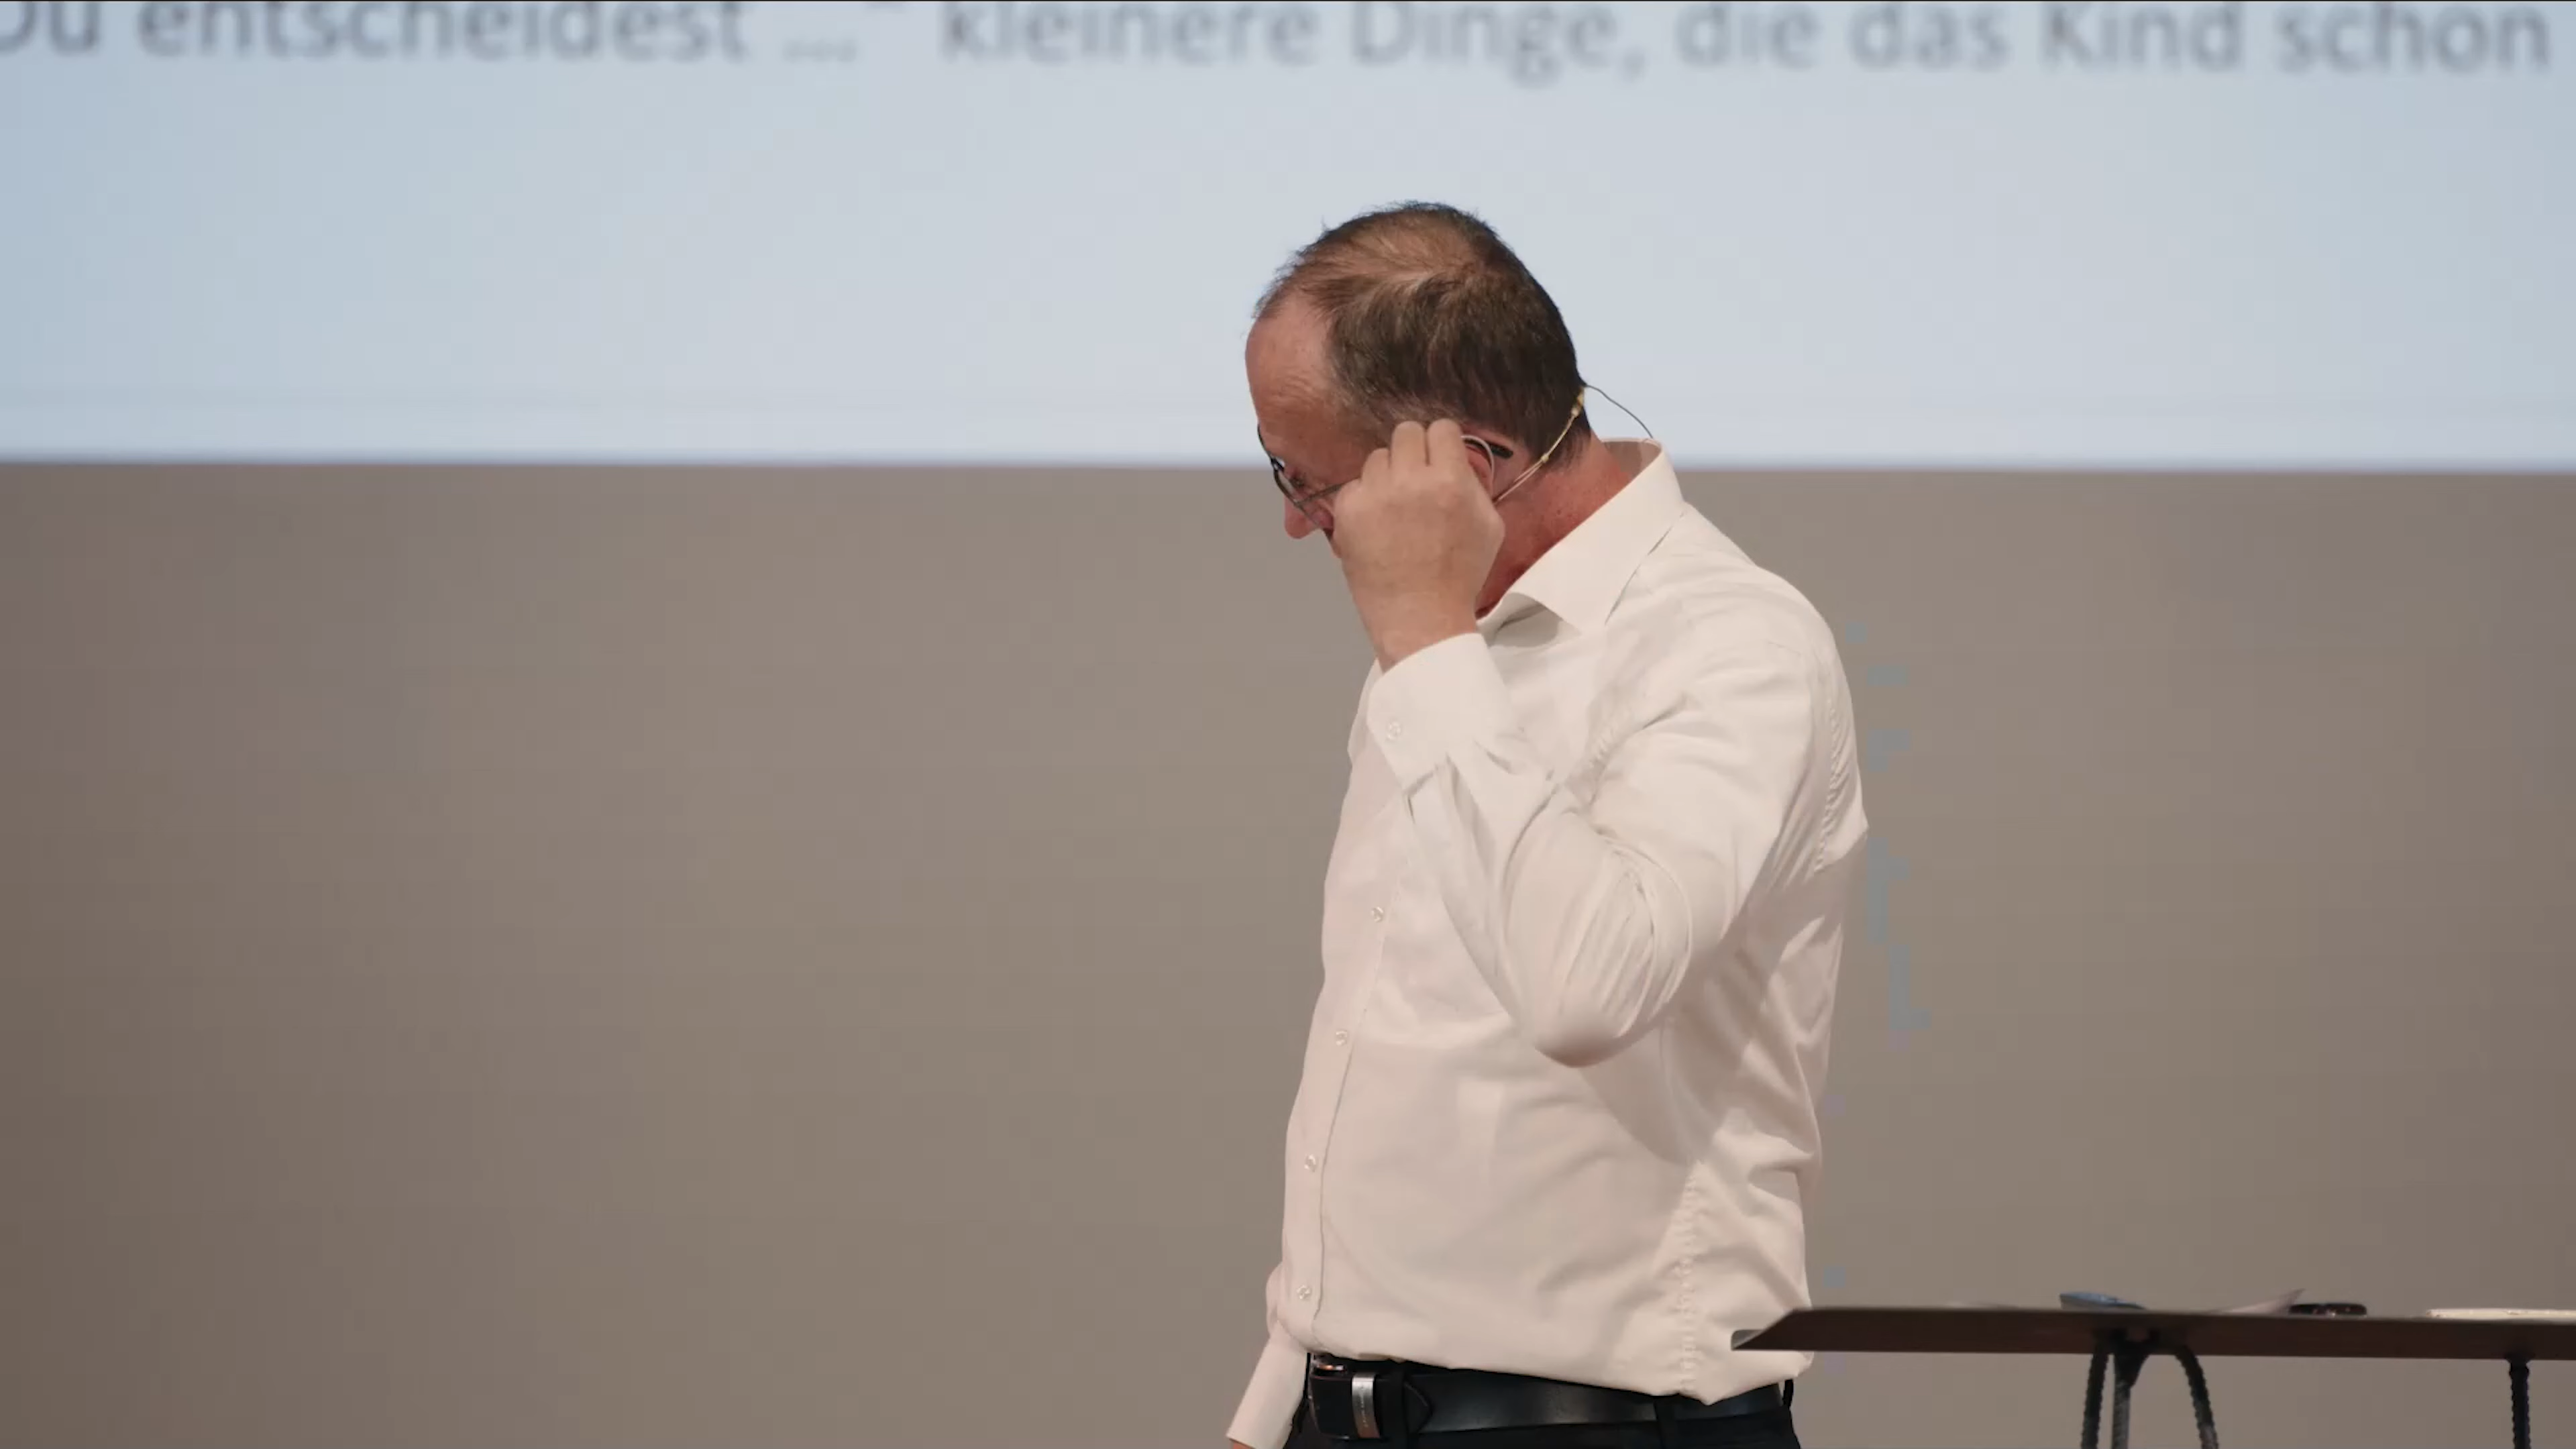 Du entscheidest ..." kleinere Dinge, die das Kind schon